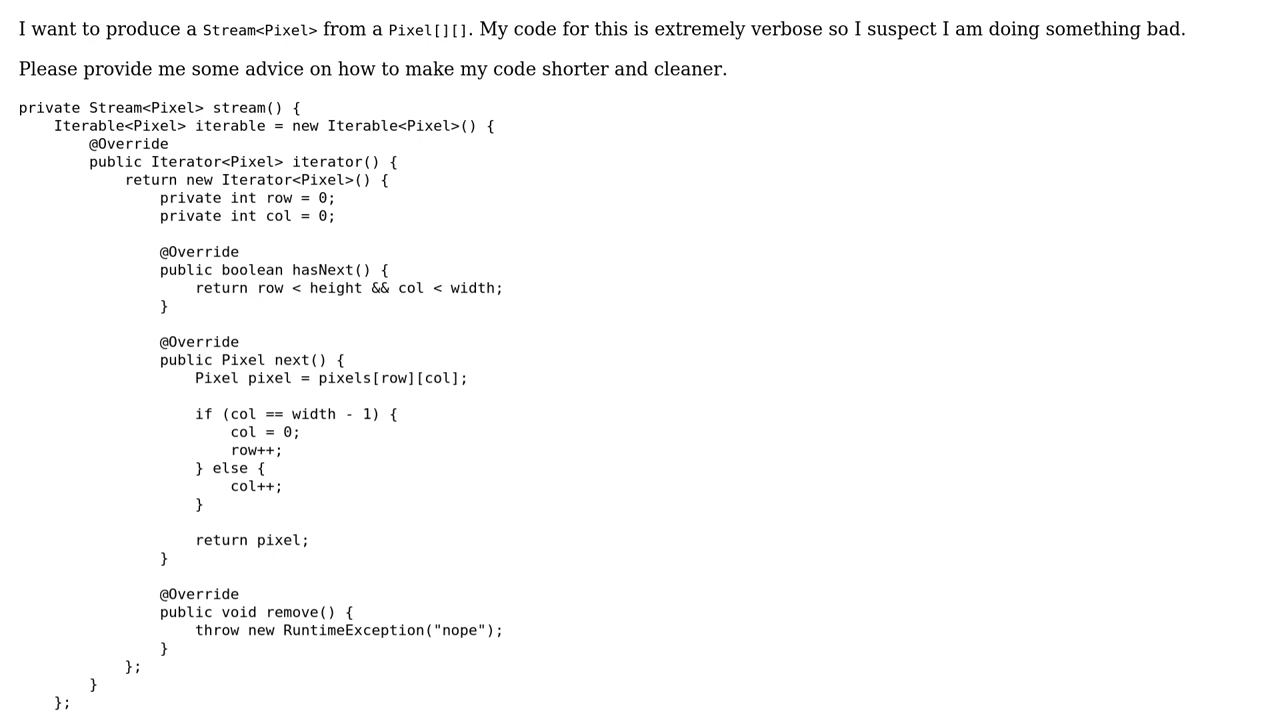 I want to produce a Stream<Pixel> from a Pixel[][]. My code for this is extremely verbose so I suspect I am doing something bad.
Please provide me some advice on how to make my code shorter and cleaner.
private Stream<Pixel> stream() {
    Iterable<Pixel> iterable = new Iterable<Pixel>() {
        @Override
        public Iterator<Pixel> iterator() {
            return new Iterator<Pixel>() {
                private int row = 0;
                private int col = 0;

                @Override
                public boolean hasNext() {
                    return row < height && col < width;
                }

                @Override
                public Pixel next() {
                    Pixel pixel = pixels[row][col];

                    if (col == width - 1) {
                        col = 0;
                        row++;
                    } else {
                        col++;
                    }

                    return pixel;
                }

                @Override
                public void remove() {
                    throw new RuntimeException("nope");
                }
            };
        }
    };